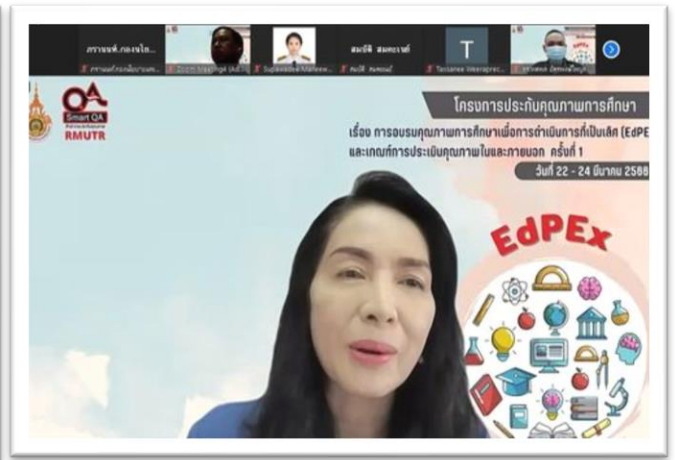 สมบัติ สมศะเวท์
T
QA
Smart QA
RMUTR
โครงการประกันคุณภาพการศึกษา
เรื่อง การอบรมคุณภาพการศึกษาเพื่อการดำเนินการที่เป็นเลิศ (EdPE
และเกณฑ์การประเมินคุณภาพในและภายนอก ครั้งที่ 1
วันที่ 22 - 24 มีนาคม 2566
EdPEx